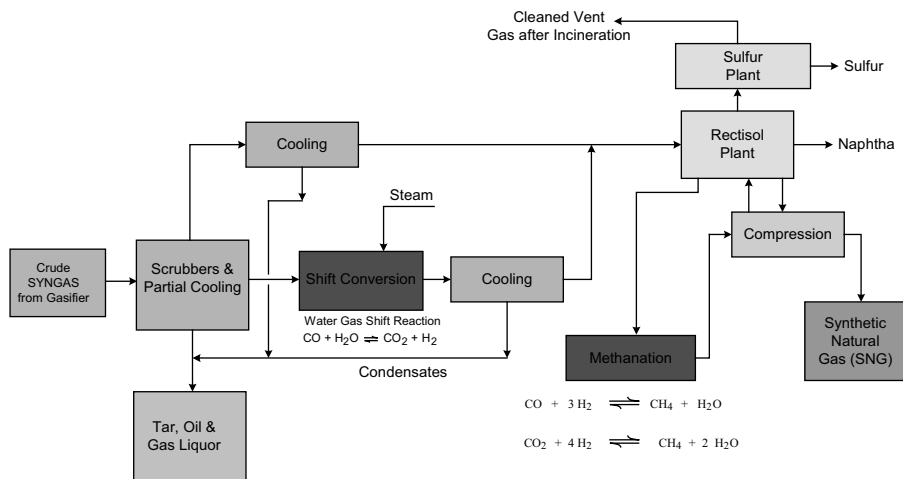 Cleaned Vent
Gas after Incineration
Sulfur
Plant
Sulfur
Cooling
Rectisol
Plant
Naphtha
Steam
Compression
Crude
SYNGAS
from Gasifier
Scrubbers &
Partial Cooling
Shift Conversion
Cooling
Water Gas Shift Reaction
CO + H₂O ⇌ CO₂ + H₂
Condensates
Methanation
Synthetic
Natural
Gas (SNG)
CO + 3 H₂ ⇌ CH₄ + H₂O
CO₂ + 4 H₂ ⇌ CH₄ + 2 H₂O
Tar, Oil &
Gas Liquor